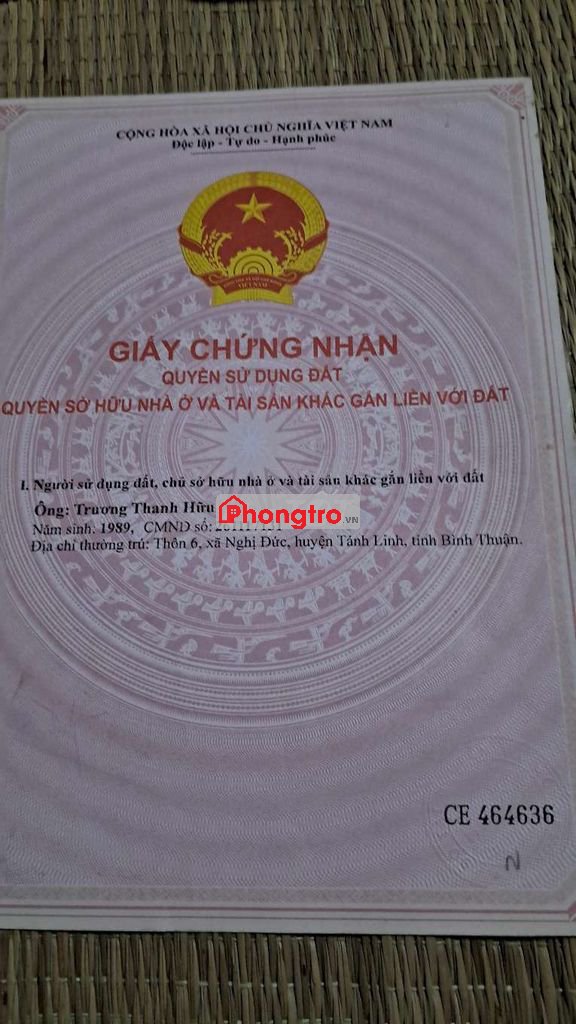 CỘNG HÒA XÃ HỘI CHỦ NGHĨA VIỆT NAM
Độc lập - Tự do - Hạnh phúc
VIỆT NAM
GIẤY CHỨNG NHẬN
QUYỀN SỬ DỤNG ĐẤT
QUYỀN SỞ HỮU NHÀ Ở VÀ TÀI SẢN KHÁC GẮN LIỀN VỚI ĐẤT
I. Người sử dụng đất, chủ sở hữu nhà ở và tài sản khác gắn liền với đất
Ông: Trương Thanh Hữu
Phongtro.VN
Năm sinh: 1989, CMND số:
Địa chỉ thường trú: Thôn 6, xã Nghị Đức, huyện Tánh Linh, tỉnh Bình Thuận.
CE 464636
N